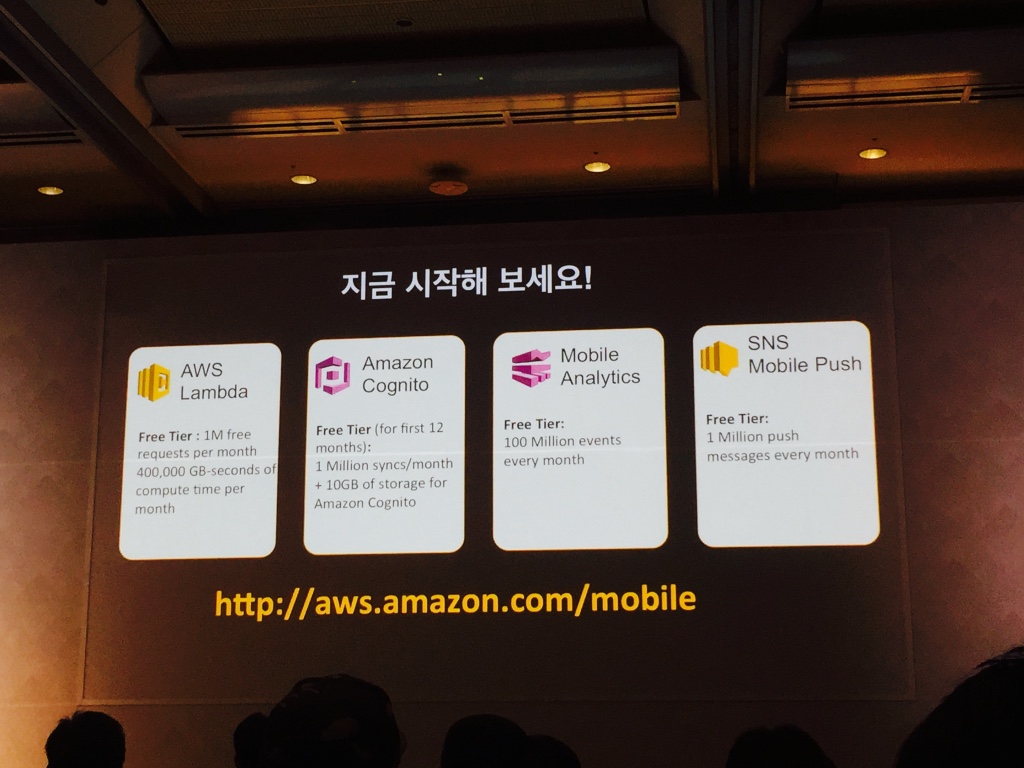 지금 시작해 보세요!
AWS
Lambda
Free Tier : 1M free
requests per month
400,000 GB-seconds of
compute time per
month
Amazon
Cognito
Free Tier (for first 12
months):
1 Million syncs/month
+ 10GB of storage for
Amazon Cognito
Mobile
Analytics
Free Tier:
100 Million events
every month
SNS
Mobile Push
Free Tier:
1 Million push
messages every month
http://aws.amazon.com/mobile